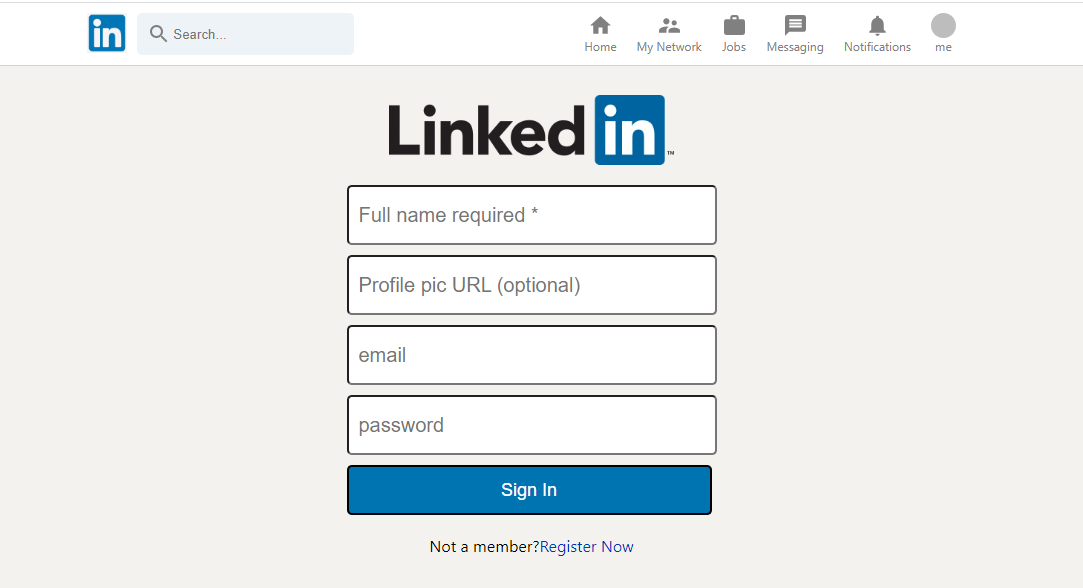 in Search...
Home My Network Jobs Messaging Notifications me
Linked in ™
Full name required *
Profile pic URL (optional)
email
password
Sign In
Not a member?Register Now